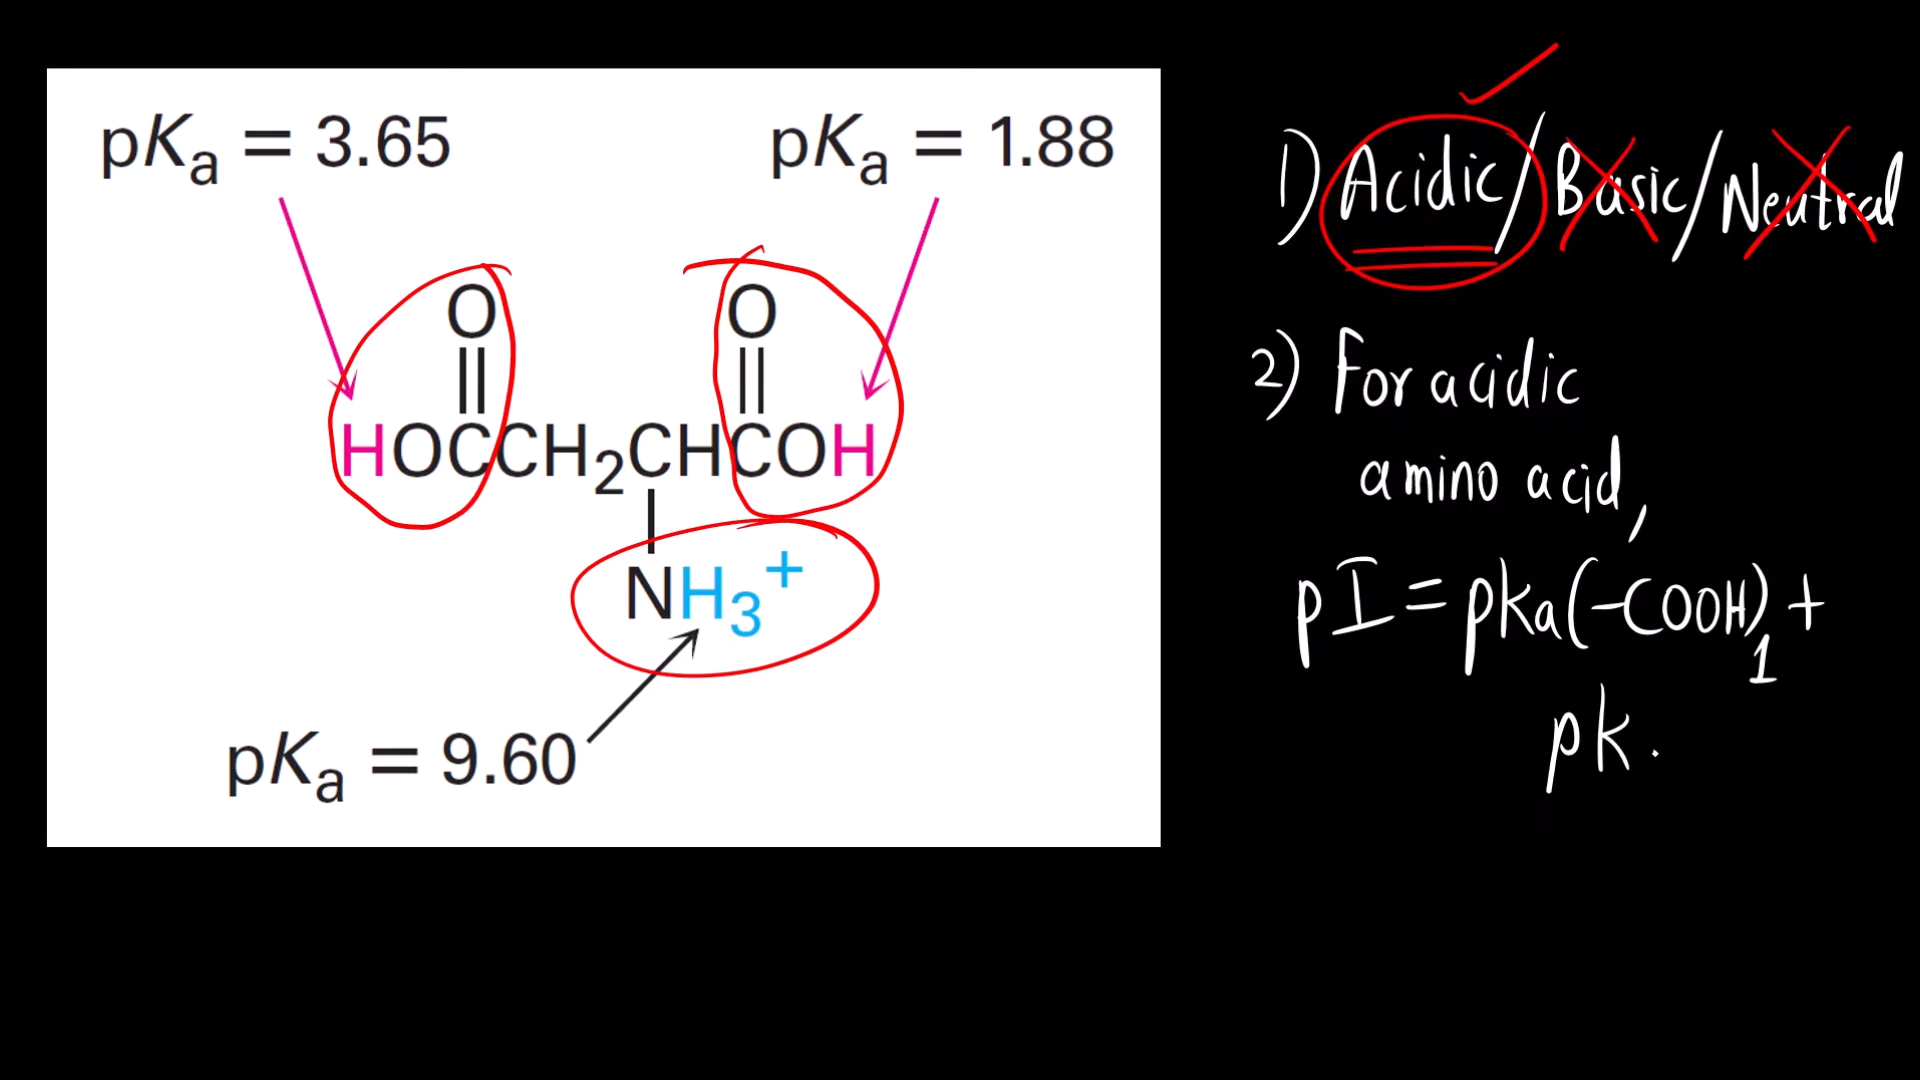 pKa = 3.65
pKa = 1.88
O O
HOCCH2CHCOH
NH3+
pKa = 9.60
1) Acidic/Basic/Neutral
2) For acidic
amino acid,
pI = pka(-COOH)1 +
pk.